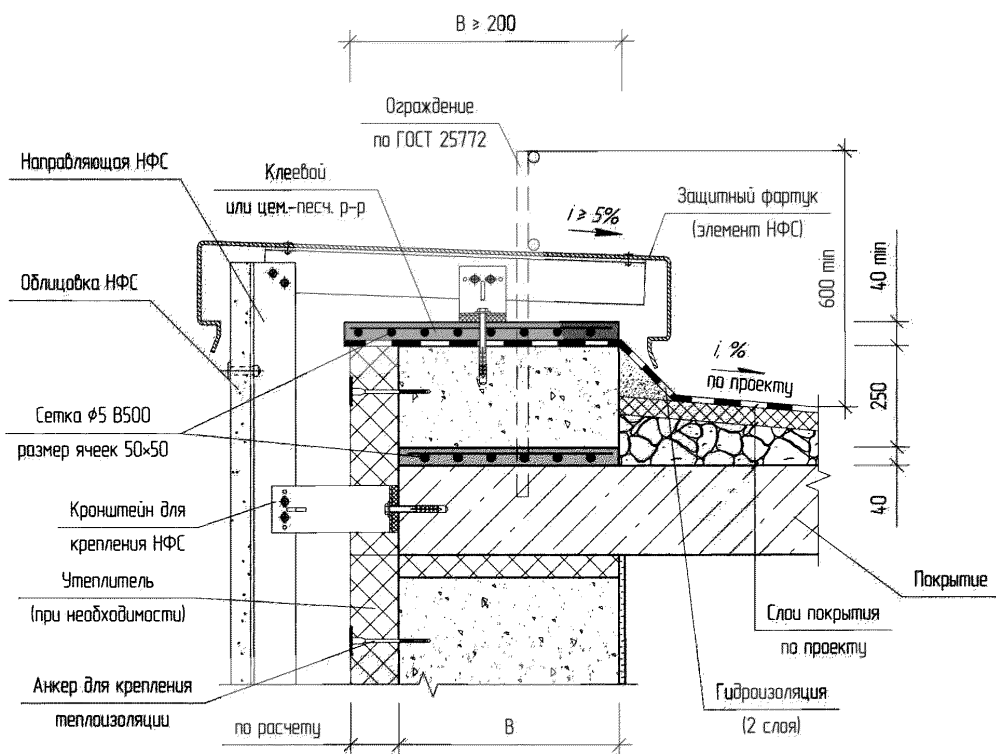 B ≥ 200
Ограждение
по ГОСТ 25772
Направляющая НФС
Клеевой
или цем.-песч. р-р
i ≥ 5%
Защитный фартук
(элемент НФС)
Облицовка НФС
600 min
40 min
i, %
по проекту
250
Сетка ϕ5 В500
размер ячеек 50×50
40
Кронштейн для
крепления НФС
Утеплитель
(при необходимости)
Покрытие
Слои покрытия
по проекту
Анкер для крепления
теплоизоляции
Гидроизоляция
(2 слоя)
по расчету
B